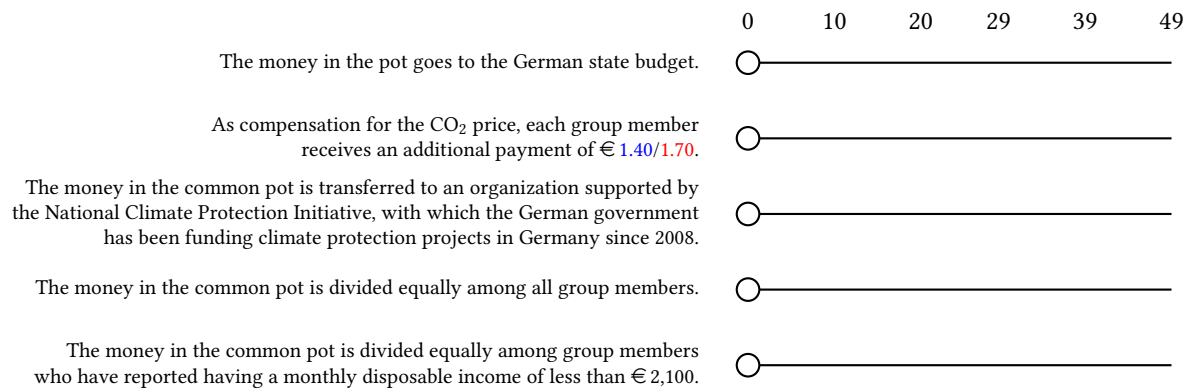 0 10 20 29 39 49
The money in the pot goes to the German state budget.
As compensation for the CO₂ price, each group member
receives an additional payment of € 1.40/1.70.
The money in the common pot is transferred to an organization supported by
the National Climate Protection Initiative, with which the German government
has been funding climate protection projects in Germany since 2008.
The money in the common pot is divided equally among all group members.
The money in the common pot is divided equally among group members
who have reported having a monthly disposable income of less than € 2,100.